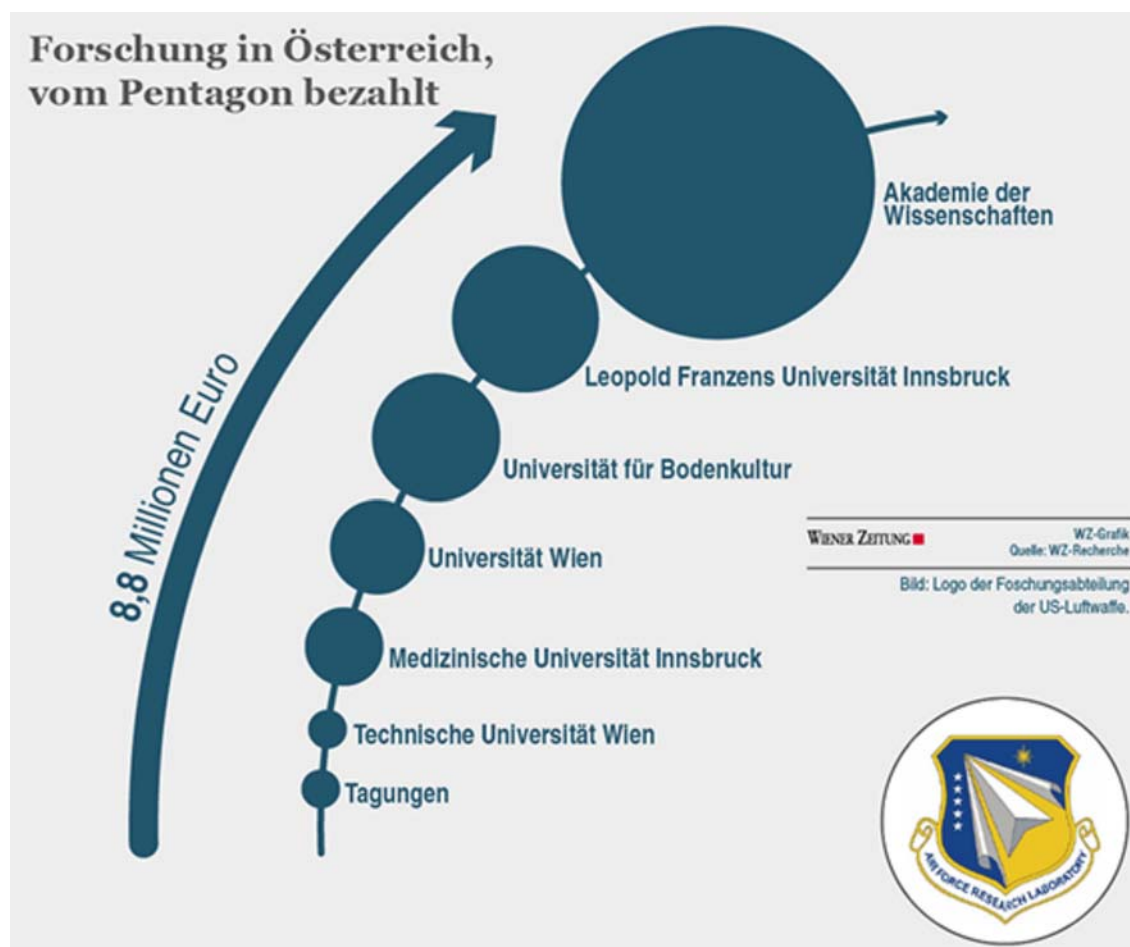 Forschung in Österreich,
vom Pentagon bezahlt
8,8 Millionen Euro
Akademie der
Wissenschaften
Leopold Franzens Universität Innsbruck
Universität für Bodenkultur
Universität Wien
Medizinische Universität Innsbruck
Technische Universität Wien
Tagungen
WIENER ZEITUNG
WZ-Grafik
Quelle: WZ-Recherche
Bild: Logo der Foschungsabteilung
der US-Luftwaffe.
AIR FORCE RESEARCH LABORATORY